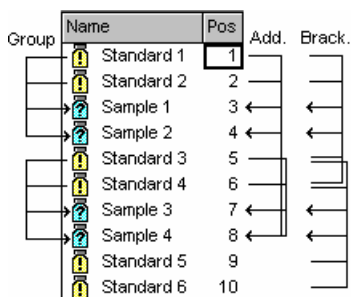 Group Name Pos Add. Brack.
! Standard 1 1
! Standard 2 2
? Sample 1 3
? Sample 2 4
! Standard 3 5
! Standard 4 6
? Sample 3 7
? Sample 4 8
! Standard 5 9
! Standard 6 10